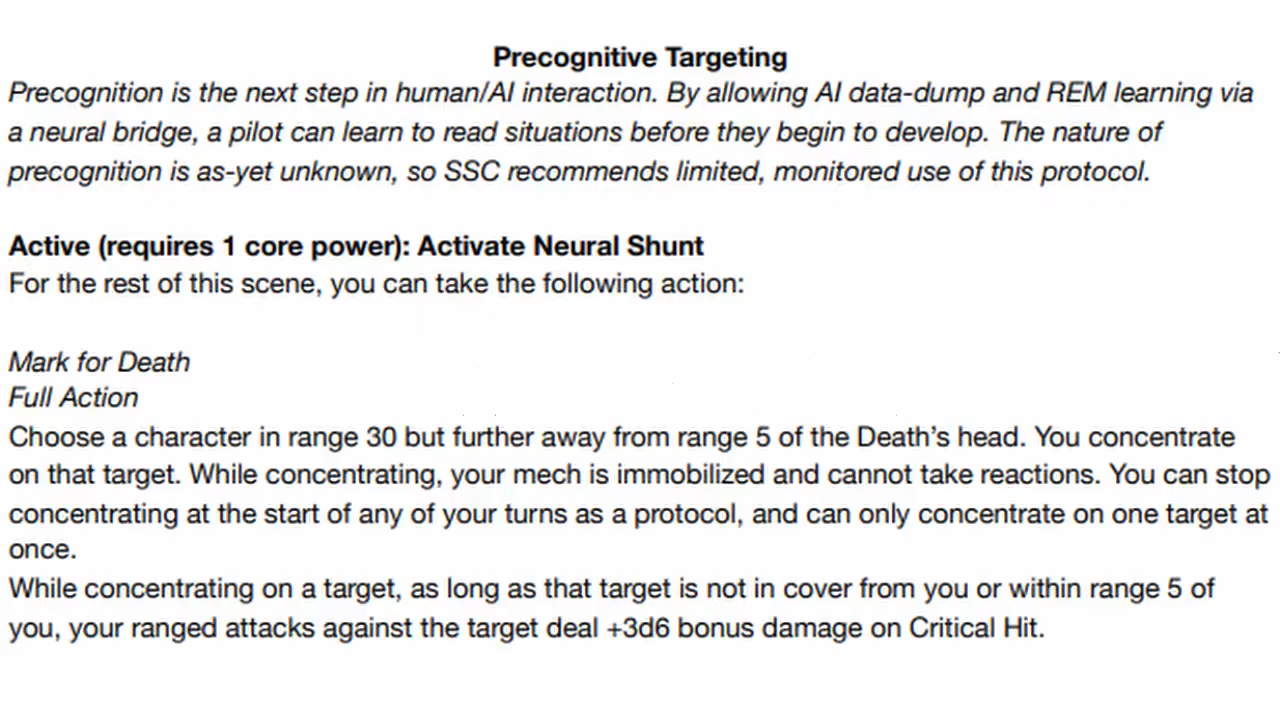 Precognitive Targeting
Precognition is the next step in human/AI interaction. By allowing AI data-dump and REM learning via
a neural bridge, a pilot can learn to read situations before they begin to develop. The nature of
precognition is as-yet unknown, so SSC recommends limited, monitored use of this protocol.
Active (requires 1 core power): Activate Neural Shunt
For the rest of this scene, you can take the following action:
Mark for Death
Full Action
Choose a character in range 30 but further away from range 5 of the Death’s head. You concentrate
on that target. While concentrating, your mech is immobilized and cannot take reactions. You can stop
concentrating at the start of any of your turns as a protocol, and can only concentrate on one target at
once.
While concentrating on a target, as long as that target is not in cover from you or within range 5 of
you, your ranged attacks against the target deal +3d6 bonus damage on Critical Hit.